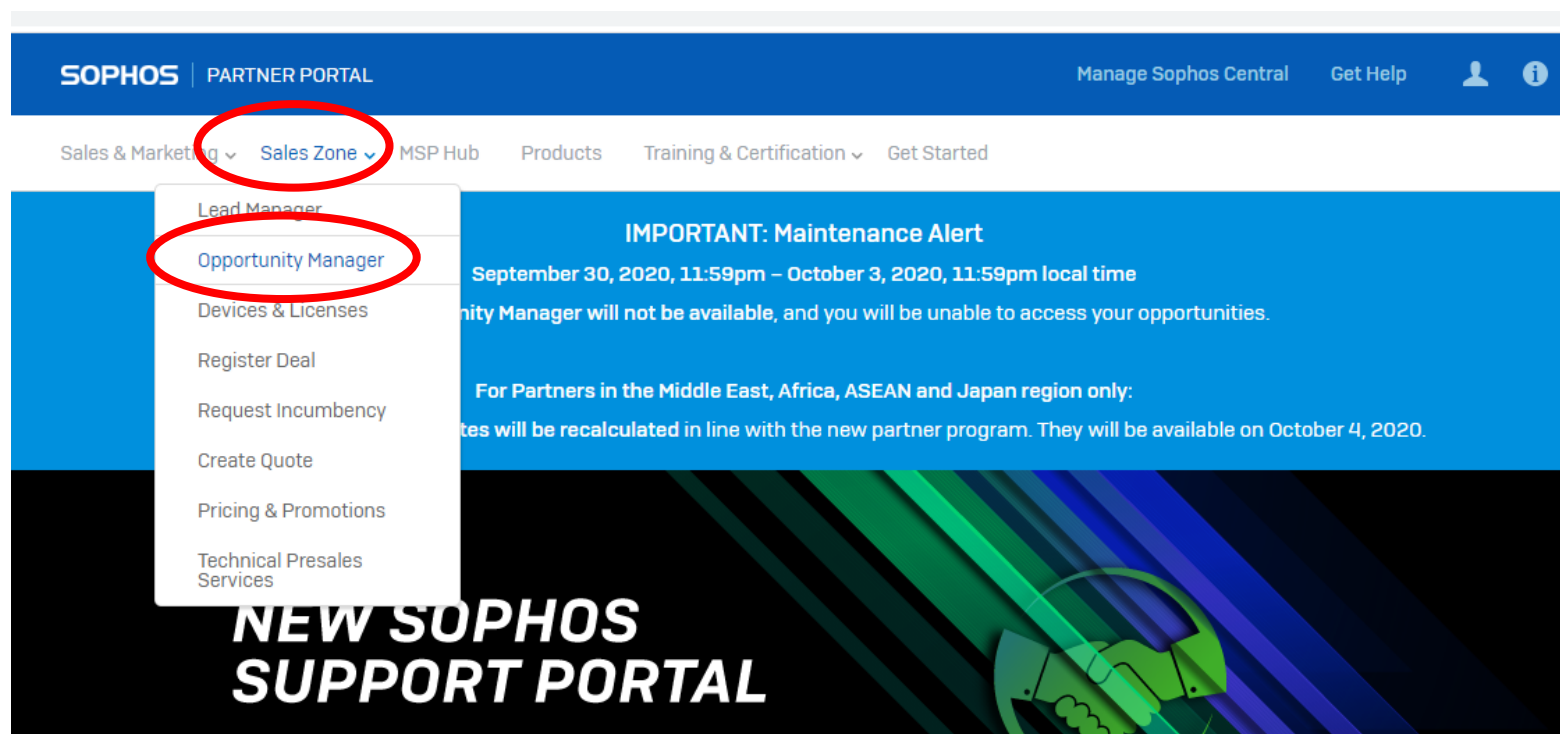 SOPHOS PARTNER PORTAL Manage Sophos Central Get Help
Sales & Marketing Sales Zone MSP Hub Products Training & Certification Get Started
Lead Manager
Opportunity Manager
Devices & Licenses
Register Deal
Request Incumbency
Create Quote
Pricing & Promotions
Technical Presales
Services
IMPORTANT: Maintenance Alert
September 30, 2020, 11:59pm – October 3, 2020, 11:59pm local time
Manager will not be available, and you will be unable to access your opportunities.
For Partners in the Middle East, Africa, ASEAN and Japan region only:
will be recalculated in line with the new partner program. They will be available on October 4, 2020.
NEW SOPHOS
SUPPORT PORTAL